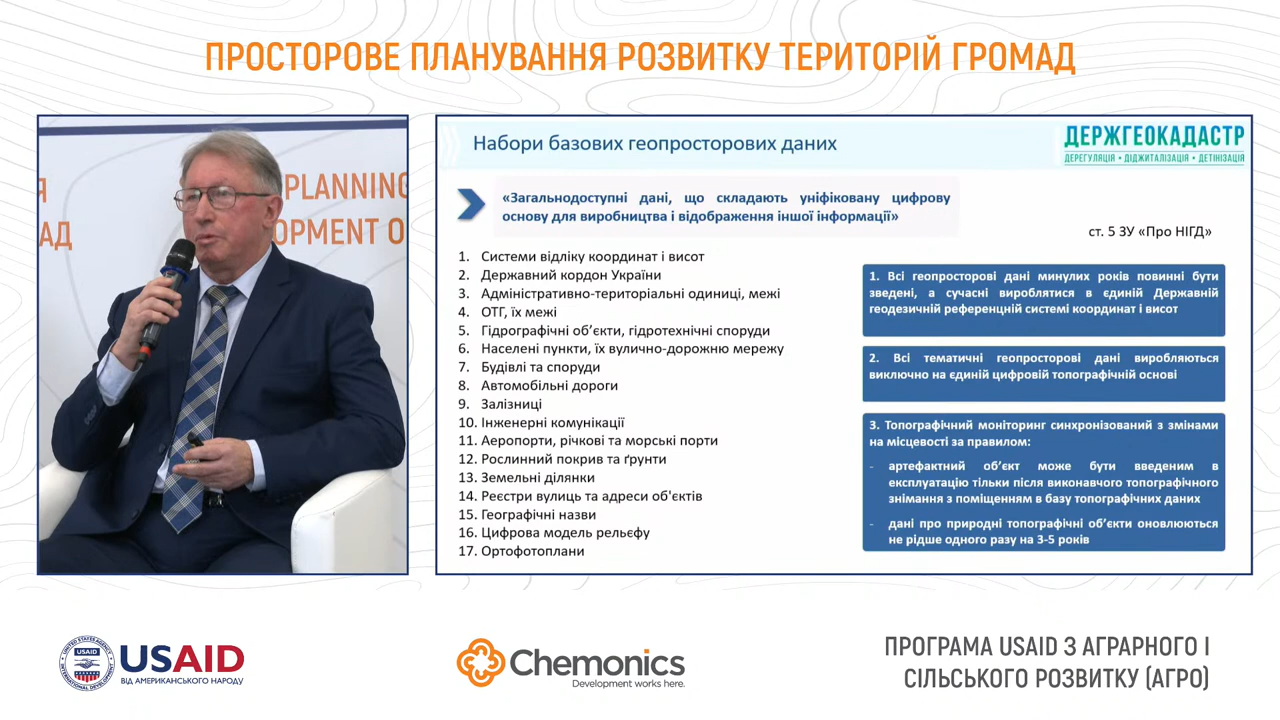 ПРОСТОРОВЕ ПЛАНУВАННЯ РОЗВИТКУ ТЕРИТОРІЙ ГРОМАД
Я
АД
PLANNING
OPMENT O
Набори базових геопросторових даних
ДЕРЖГЕОКАДАСТР
ДЕРЕГУЛЯЦІЯ • ДІДЖИТАЛІЗАЦІЯ • ДЕТІНІЗАЦІЯ
«Загальнодоступні дані, що складають уніфіковану цифрову
основу для виробництва і відображення іншої інформації»
ст. 5 ЗУ «Про НІГД»
1. Системи відліку координат і висот
2. Державний кордон України
3. Адміністративно-територіальні одиниці, межі
4. ОТГ, їх межі
5. Гідрографічні об’єкти, гідротехнічні споруди
6. Населені пункти, їх вулично-дорожню мережу
7. Будівлі та споруди
8. Автомобільні дороги
9. Залізниці
10. Інженерні комунікації
11. Аеропорти, річкові та морські порти
12. Рослинний покрив та ґрунти
13. Земельні ділянки
14. Реєстри вулиць та адреси об'єктів
15. Географічні назви
16. Цифрова модель рельєфу
17. Ортофотоплани
1. Всі геопросторові дані минулих років повинні бути
зведені, а сучасні вироблятися в єдиній Державній
геодезичній референцній системі координат і висот
2. Всі тематичні геопросторові дані виробляються
виключно на єдиній цифровій топографічній основі
3. Топографічний моніторинг синхронізований з змінами
на місцевості за правилом:
- артефактний об’єкт може бути введеним в
експлуатацію тільки після виконавчого топографічного
знімання з поміщенням в базу топографічних даних
- дані про природні топографічні об’єкти оновлюються
не рідше одного разу на 3-5 років
UNITED STATES AGENCY
USAID
INTERNATIONAL DEVELOPMENT
USAID
ВІД АМЕРИКАНСЬКОГО НАРОДУ
Chemonics
Development works here.
ПРОГРАМА USAID З АГРАРНОГО І
СІЛЬСЬКОГО РОЗВИТКУ (АГРО)